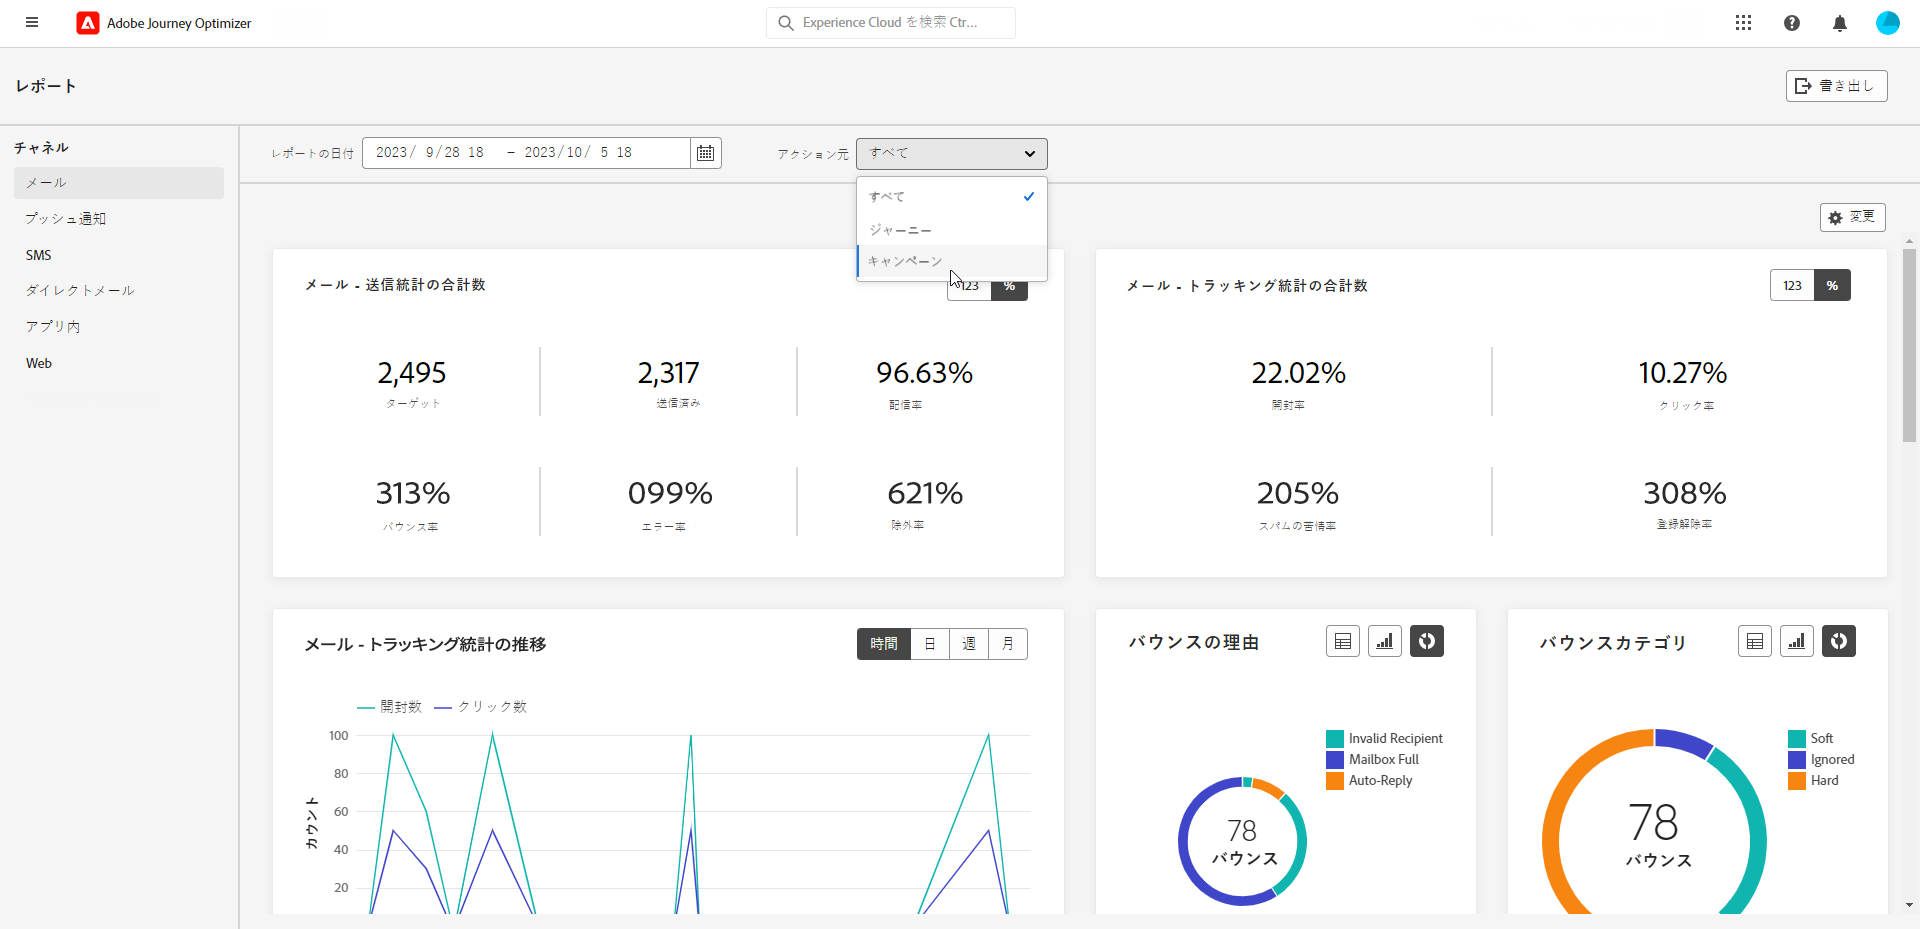 Adobe Journey Optimizer
Experience Cloud を検索 Ctr...
レポート
書き出し
チャネル
メール
プッシュ通知
SMS
ダイレクトメール
アプリ内
Web
レポートの日付
2023/ 9/28 18 – 2023/10/ 5 18
アクション元
すべて
すべて
ジャーニー
キャンペーン
変更
メール - 送信統計の合計数
123 %
2,495
ターゲット
2,317
送信済み
96.63%
配信率
313%
バウンス率
099%
エラー率
621%
除外率
メール - トラッキング統計の合計数
123 %
22.02%
開封率
10.27%
クリック率
205%
スパムの苦情率
308%
登録解除率
メール - トラッキング統計の推移
時間 日 週 月
開封数 クリック数
カウント
100
80
60
40
20
バウンスの理由
Invalid Recipient
Mailbox Full
Auto-Reply
78
バウンス
バウンスカテゴリ
Soft
Ignored
Hard
78
バウンス